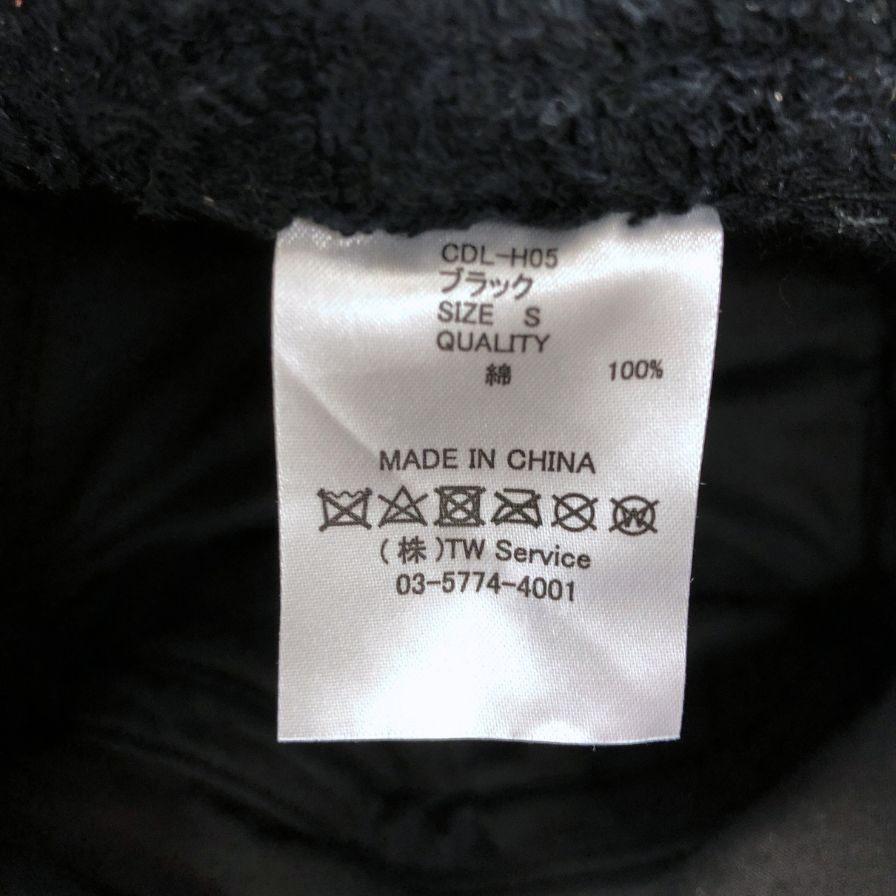 CDL-H05
ブラック
SIZE S
QUALITY
綿 100%
MADE IN CHINA
W
(株)TW Service
03-5774-4001